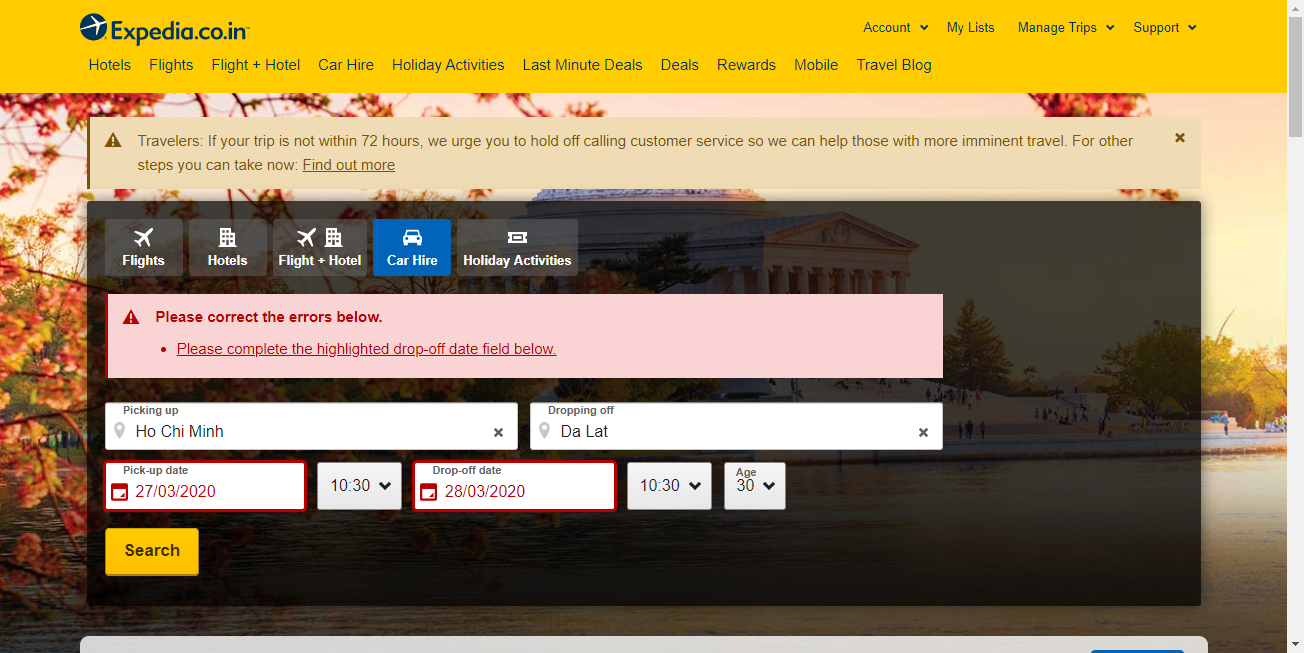 Expedia.co.in™
Account
My Lists
Manage Trips
Support
Hotels
Flights
Flight + Hotel
Car Hire
Holiday Activities
Last Minute Deals
Deals
Rewards
Mobile
Travel Blog
Travelers: If your trip is not within 72 hours, we urge you to hold off calling customer service so we can help those with more imminent travel. For other
steps you can take now: Find out more
Flights
Hotels
Flight + Hotel
Car Hire
Holiday Activities
Please correct the errors below.
• Please complete the highlighted drop-off date field below.
Picking up
Ho Chi Minh
Dropping off
Da Lat
Pick-up date
27/03/2020
10:30
Drop-off date
28/03/2020
10:30
Age
30
Search